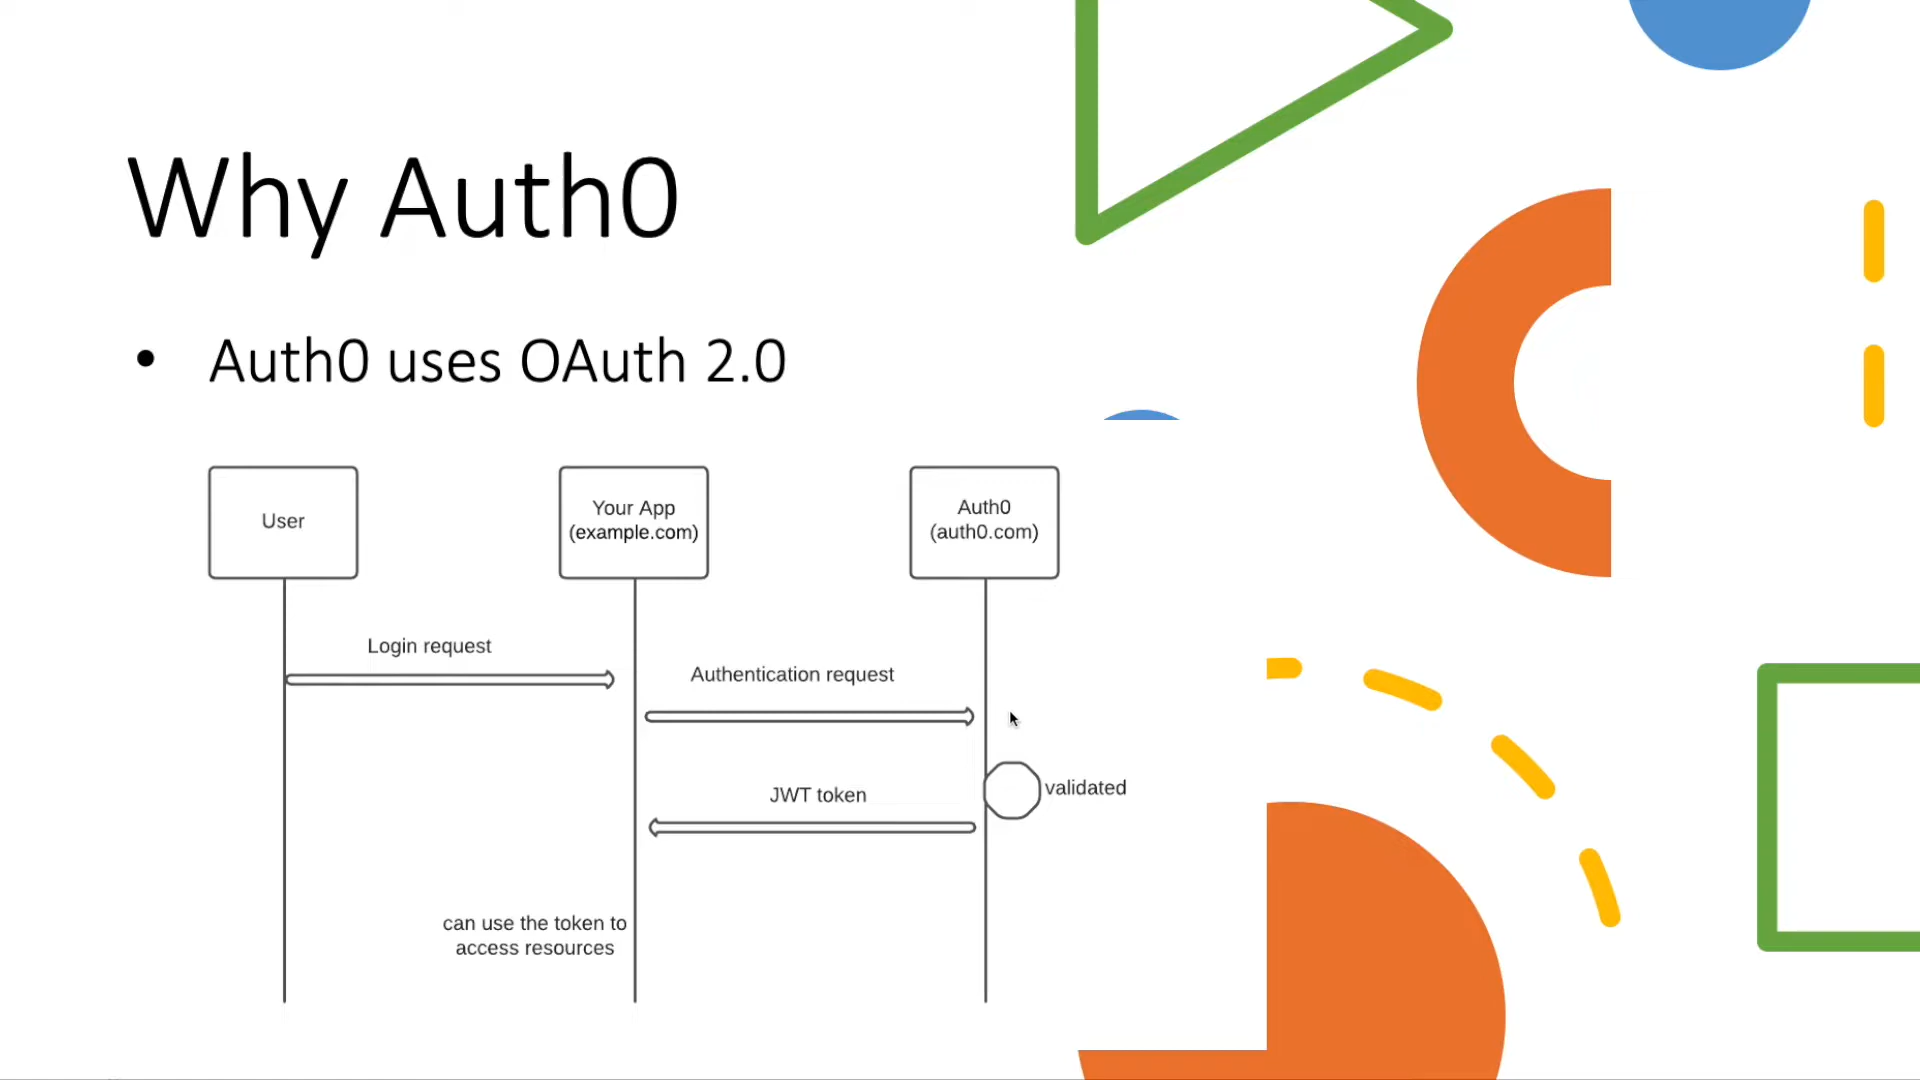 Why Auth0
• Auth0 uses OAuth 2.0
User
Your App
(example.com)
Auth0
(auth0.com)
Login request
Authentication request
validated
JWT token
can use the token to
access resources